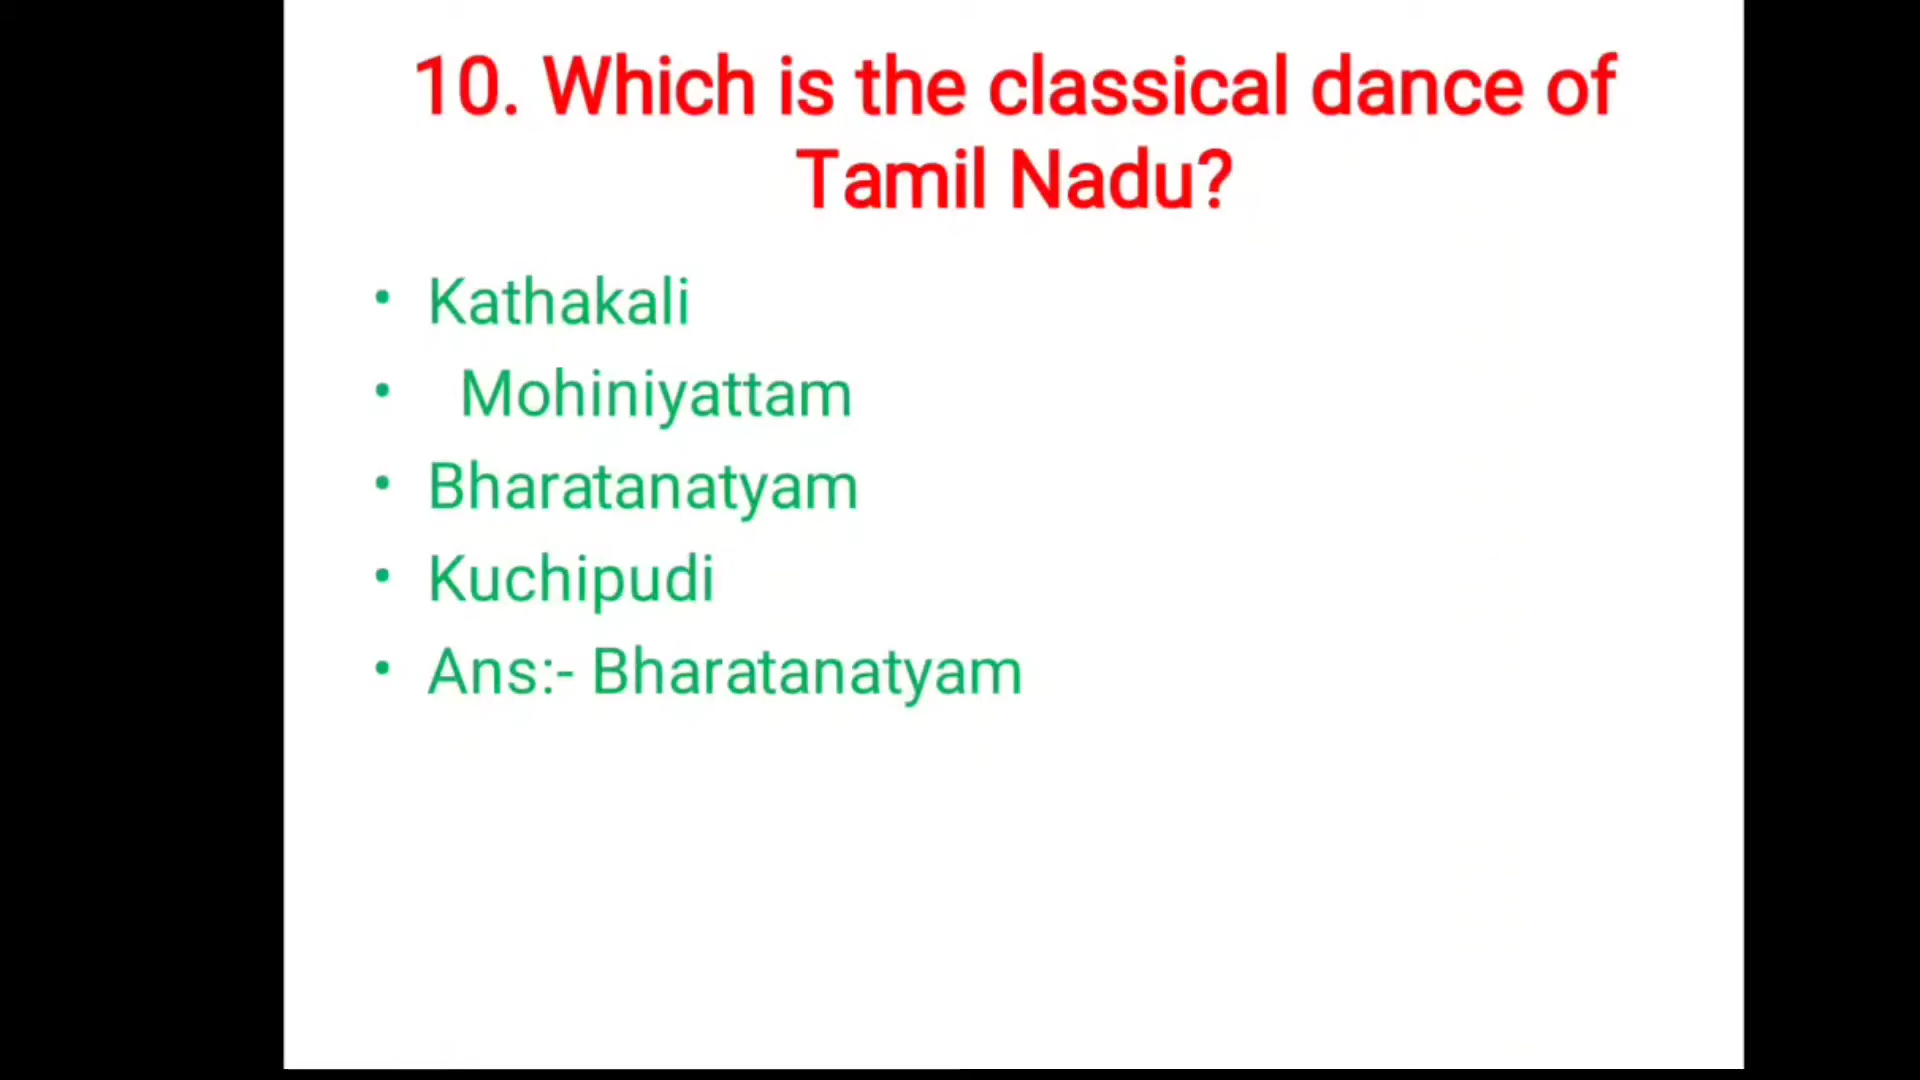 10. Which is the classical dance of
Tamil Nadu?
• Kathakali
• Mohiniyattam
• Bharatanatyam
• Kuchipudi
• Ans:- Bharatanatyam